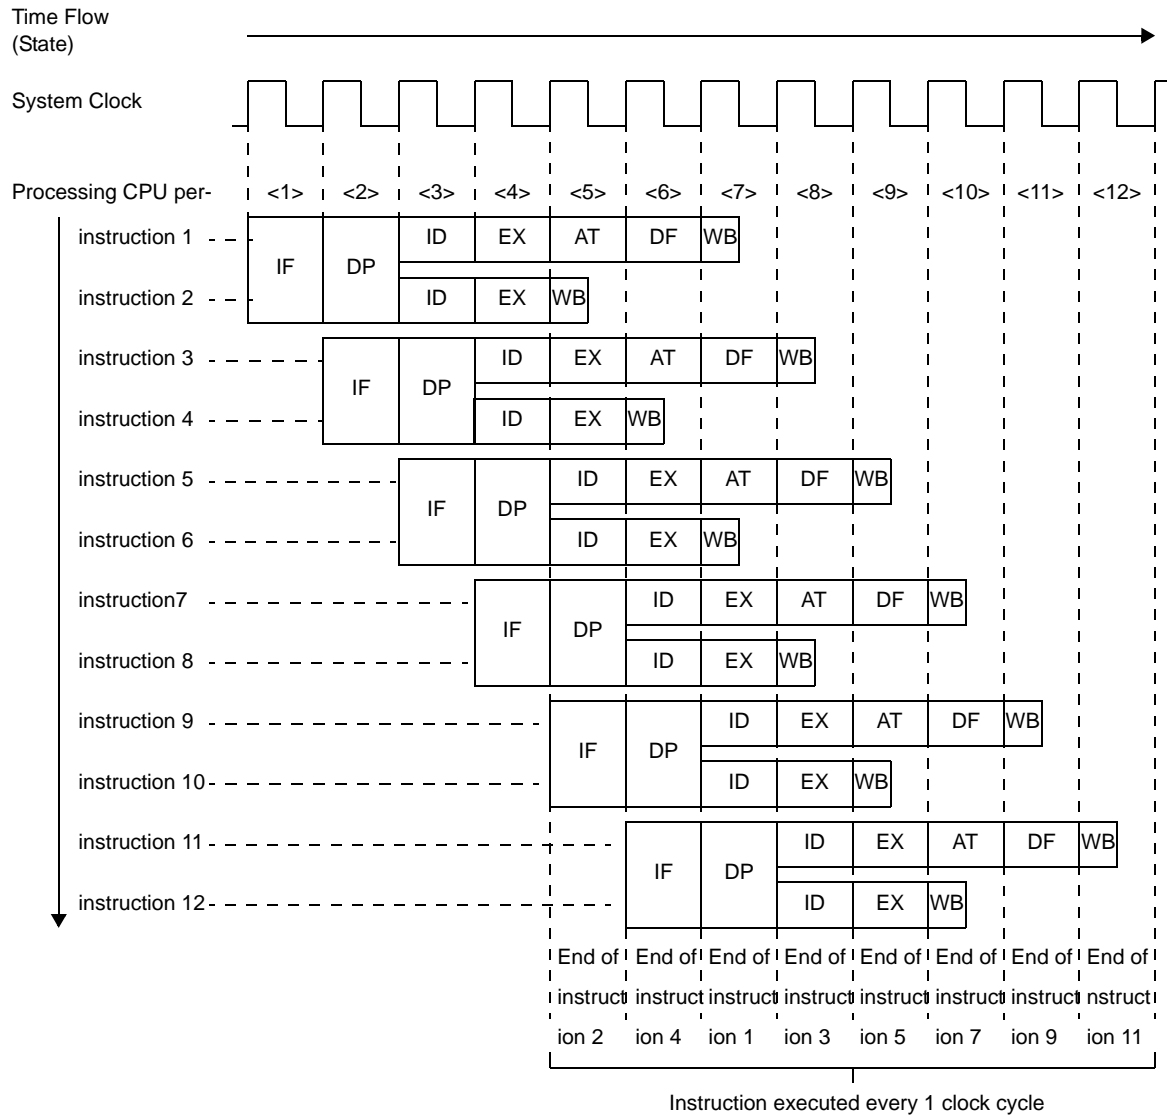 Time Flow
(State)
System Clock
Processing CPU per- <1> <2> <3> <4> <5> <6> <7> <8> <9> <10> <11> <12>
instruction 1 IF DP ID EX AT DF WB
instruction 2 ID EX WB
instruction 3 IF DP ID EX AT DF WB
instruction 4 ID EX WB
instruction 5 IF DP ID EX AT DF WB
instruction 6 ID EX WB
instruction7 IF DP ID EX AT DF WB
instruction 8 ID EX WB
instruction 9 IF DP ID EX AT DF WB
instruction 10 ID EX WB
instruction 11 IF DP ID EX AT DF WB
instruction 12 ID EX WB
End of End of End of End of End of End of End of End of
instruct instruct instruct instruct instruct instruct instruct nstruct
ion 2 ion 4 ion 1 ion 3 ion 5 ion 7 ion 9 ion 11
Instruction executed every 1 clock cycle